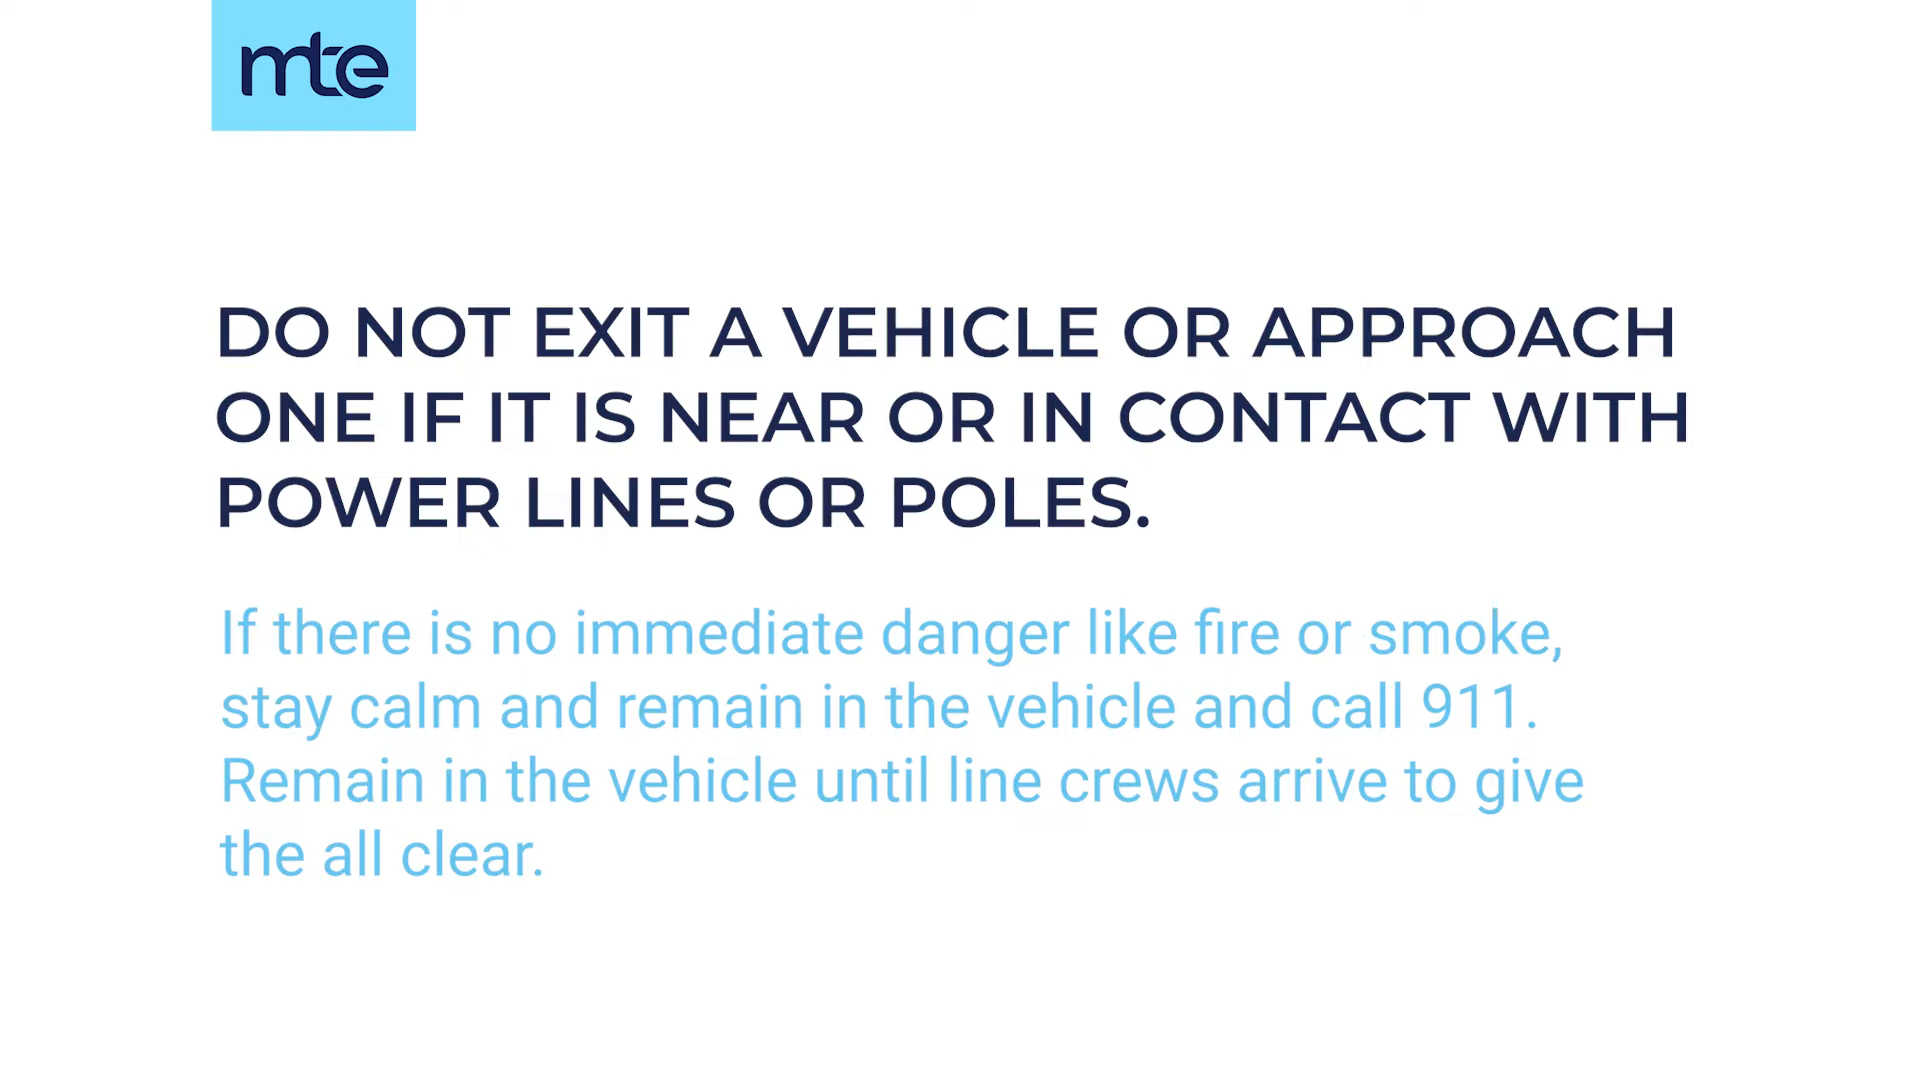 mte
DO NOT EXIT A VEHICLE OR APPROACH
ONE IF IT IS NEAR OR IN CONTACT WITH
POWER LINES OR POLES.
If there is no immediate danger like fire or smoke,
stay calm and remain in the vehicle and call 911.
Remain in the vehicle until line crews arrive to give
the all clear.